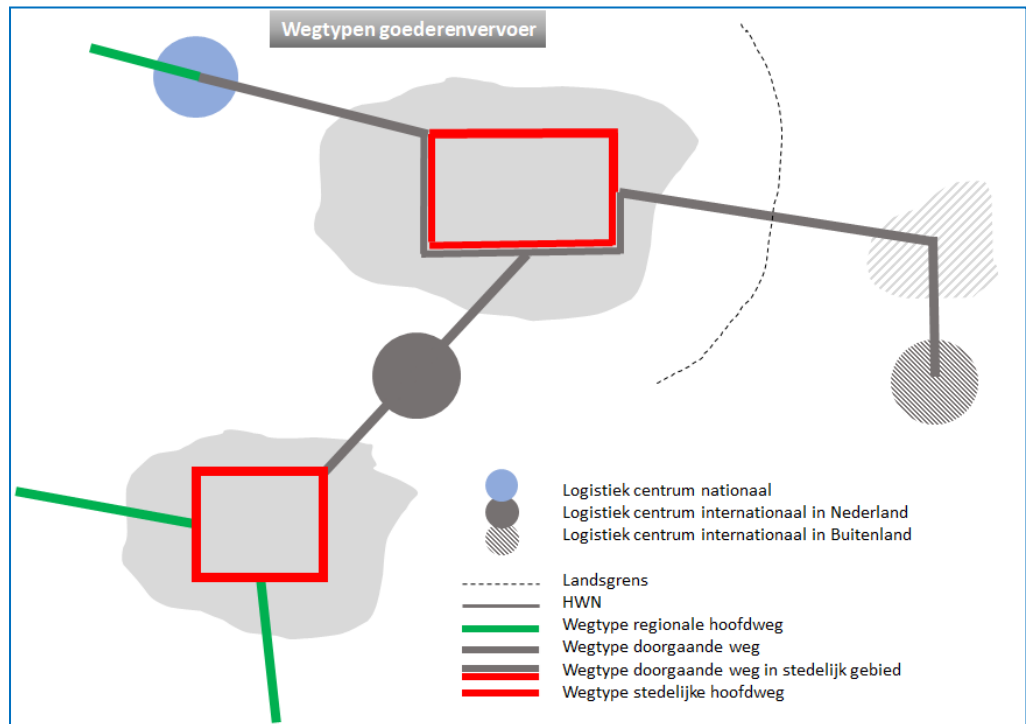 Wegtypen goederenvervoer
Logistiek centrum nationaal
Logistiek centrum internationaal in Nederland
Logistiek centrum internationaal in Buitenland
Landsgrens
HWN
Wegtype regionale hoofdweg
Wegtype doorgaande weg
Wegtype doorgaande weg in stedelijk gebied
Wegtype stedelijke hoofdweg